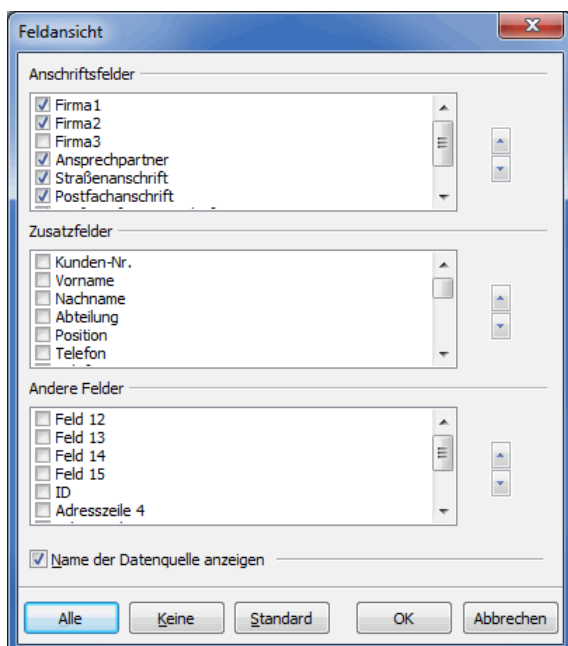 Feldansicht
Anschriftsfelder
Firma1
Firma2
Firma3
Ansprechpartner
Straßenanschrift
Postfachanschrift
Zusatzfelder
Kunden-Nr.
Vorname
Nachname
Abteilung
Position
Telefon
Andere Felder
Feld 12
Feld 13
Feld 14
Feld 15
ID
Adresszeile 4
Name der Datenquelle anzeigen
Alle Keine Standard OK Abbrechen